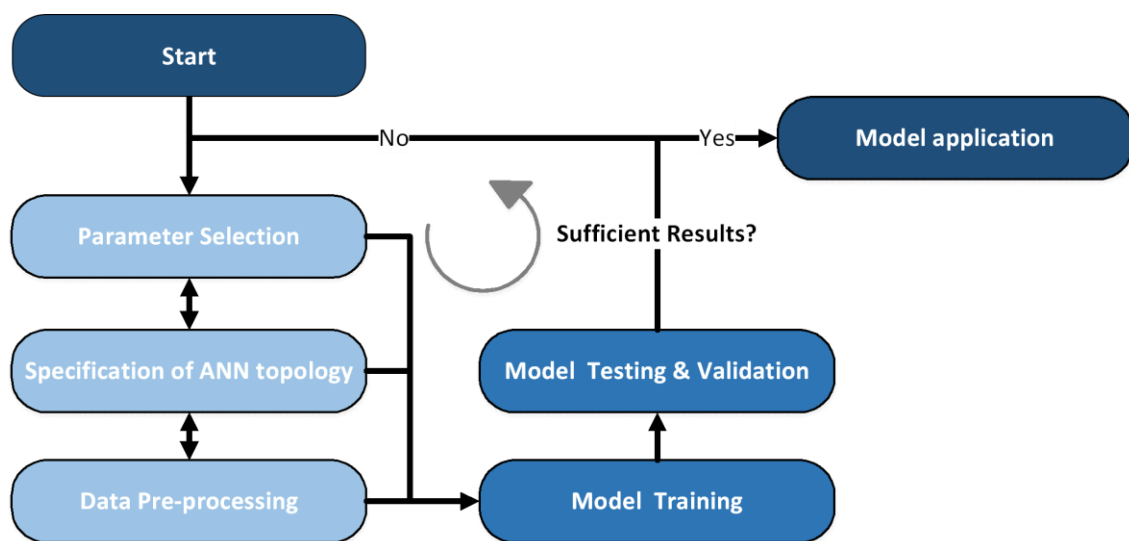 Start
No
Yes
Model application
Parameter Selection
Sufficient Results?
Specification of ANN topology
Model Testing & Validation
Data Pre-processing
Model Training